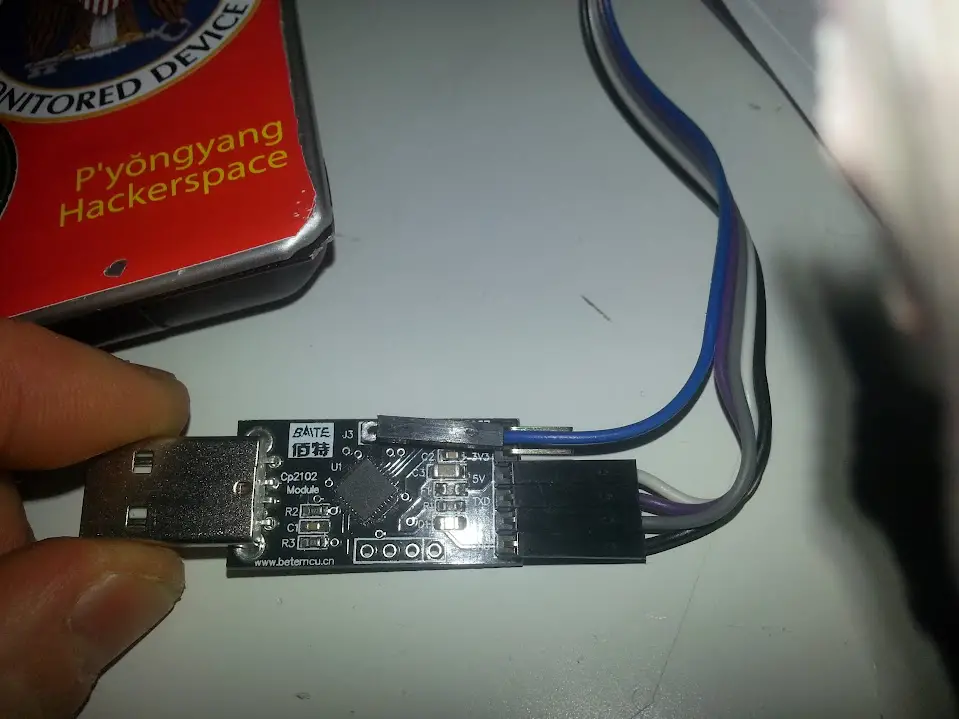 ONITORED DEVICE
P'yŏngyang
Hackerspace
BAITE
佰特
J3
U1
Cp2102
Module
R2
C1
R3
www.betemcu.cn
C2
3V3
C3
5V
TXD